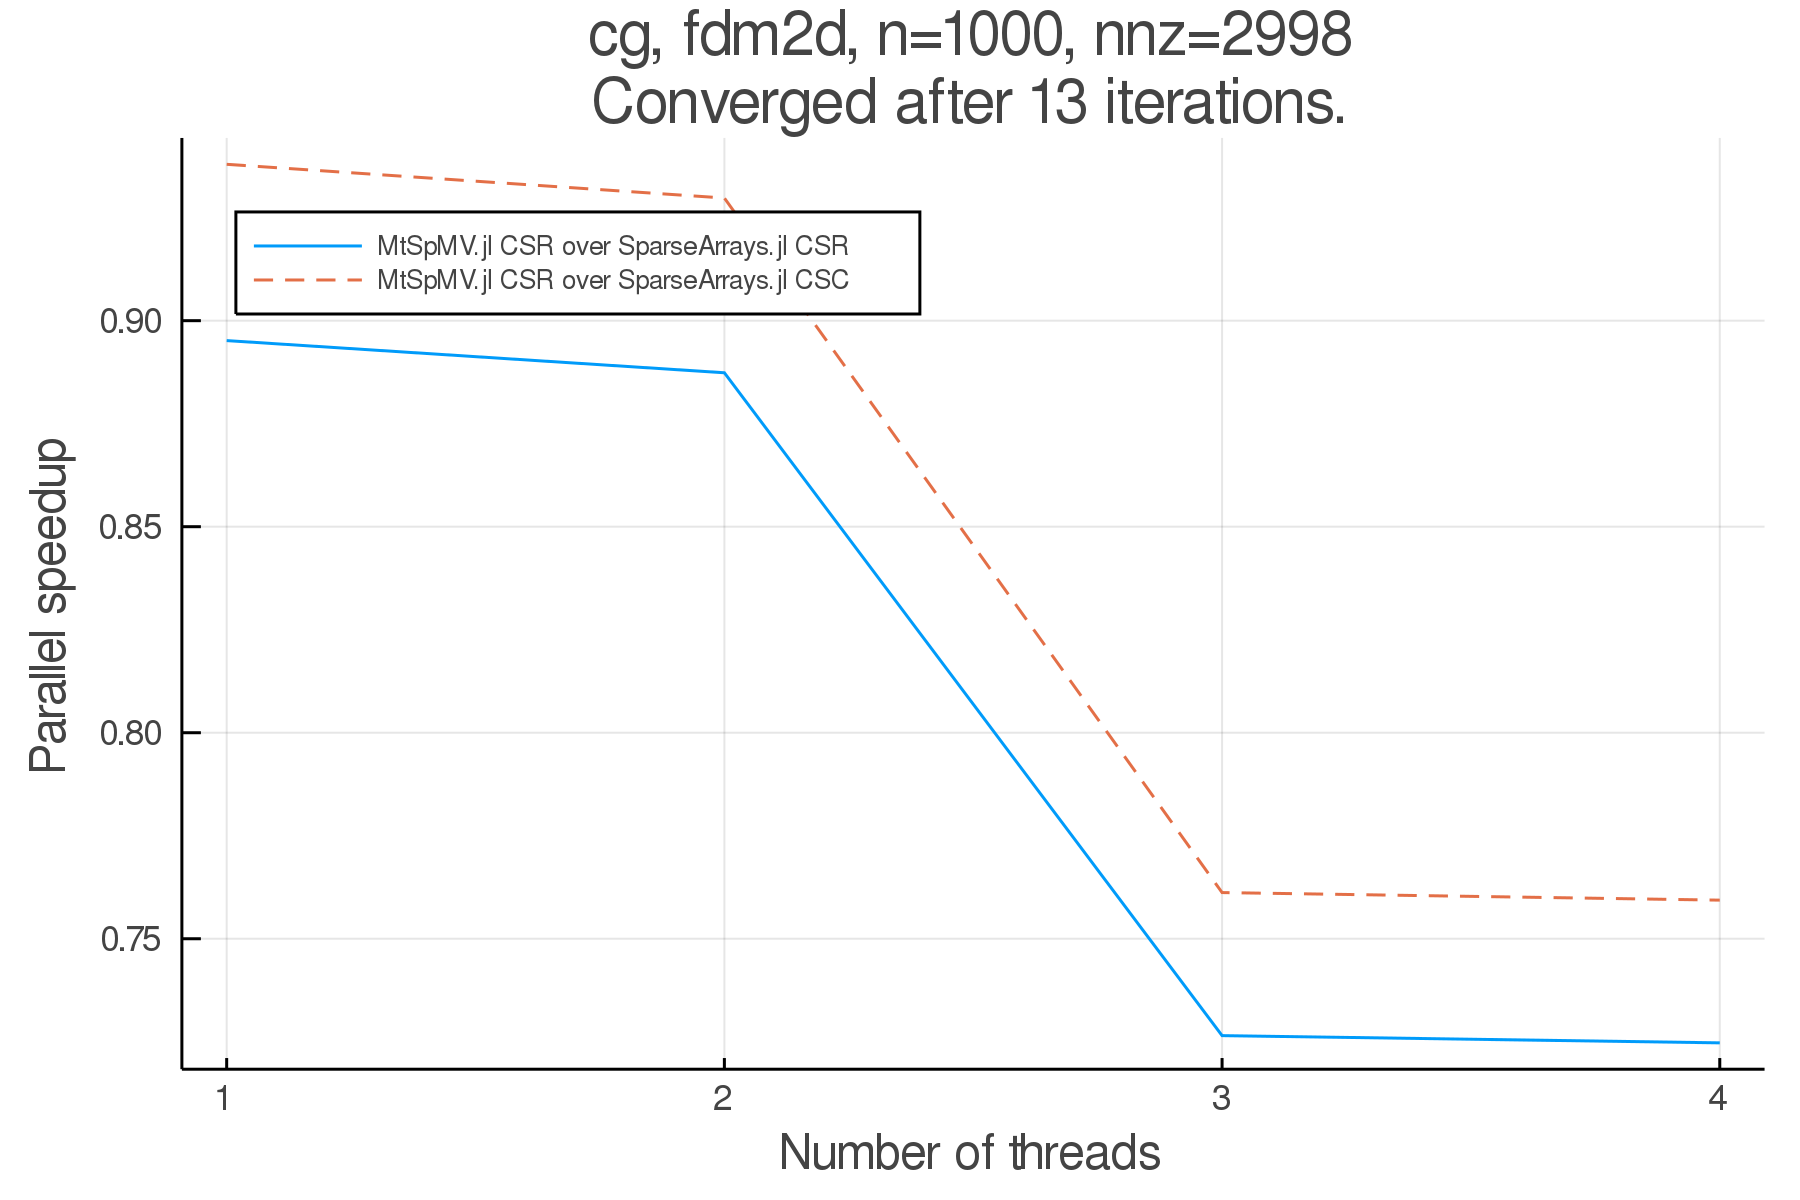 cg, fdm2d, n=1000, nnz=2998
Converged after 13 iterations.
MtSpMV.jl CSR over SparseArrays.jl CSR
MtSpMV.jl CSR over SparseArrays.jl CSC
0.90
0.85
0.80
0.75
Parallel speedup
1 2 3 4
Number of threads